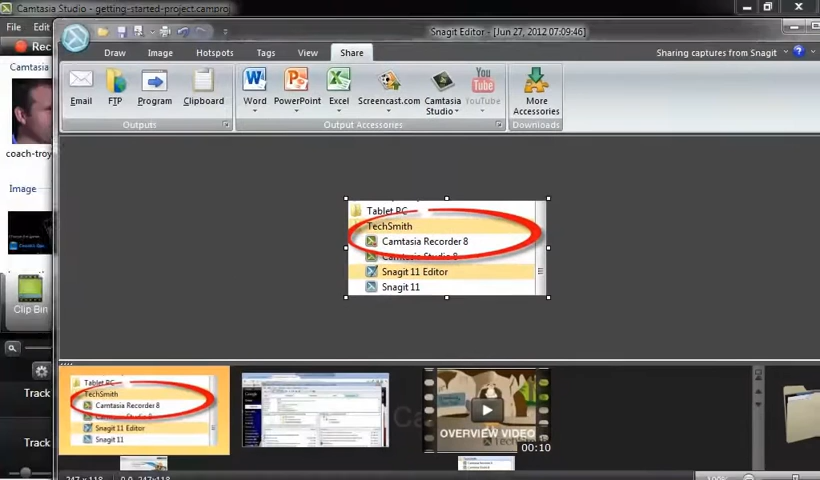 Camtasia Studio - getting-started-project.camproj
File Edit
Snagit Editor - [Jun 27, 2012 07:09:46]
Draw Image Hotspots Tags View Share
Sharing captures from Snagit
Rec
Email FTP Program Clipboard
Outputs
Word PowerPoint Excel Screencast.com Camtasia Studio YouTube
Output Accessories
More Accessories
Downloads
Camtasia
coach-troy
Image
Clip Bin
Track
Track
Tablet PC
TechSmith
Camtasia Recorder 8
Camtasia Studio 8
Snagit 11 Editor
Snagit 11
Tablet PC
TechSmith
Camtasia Recorder 8
Snagit 11 Editor
Snagit 11
OVERVIEW VIDEO
00:10